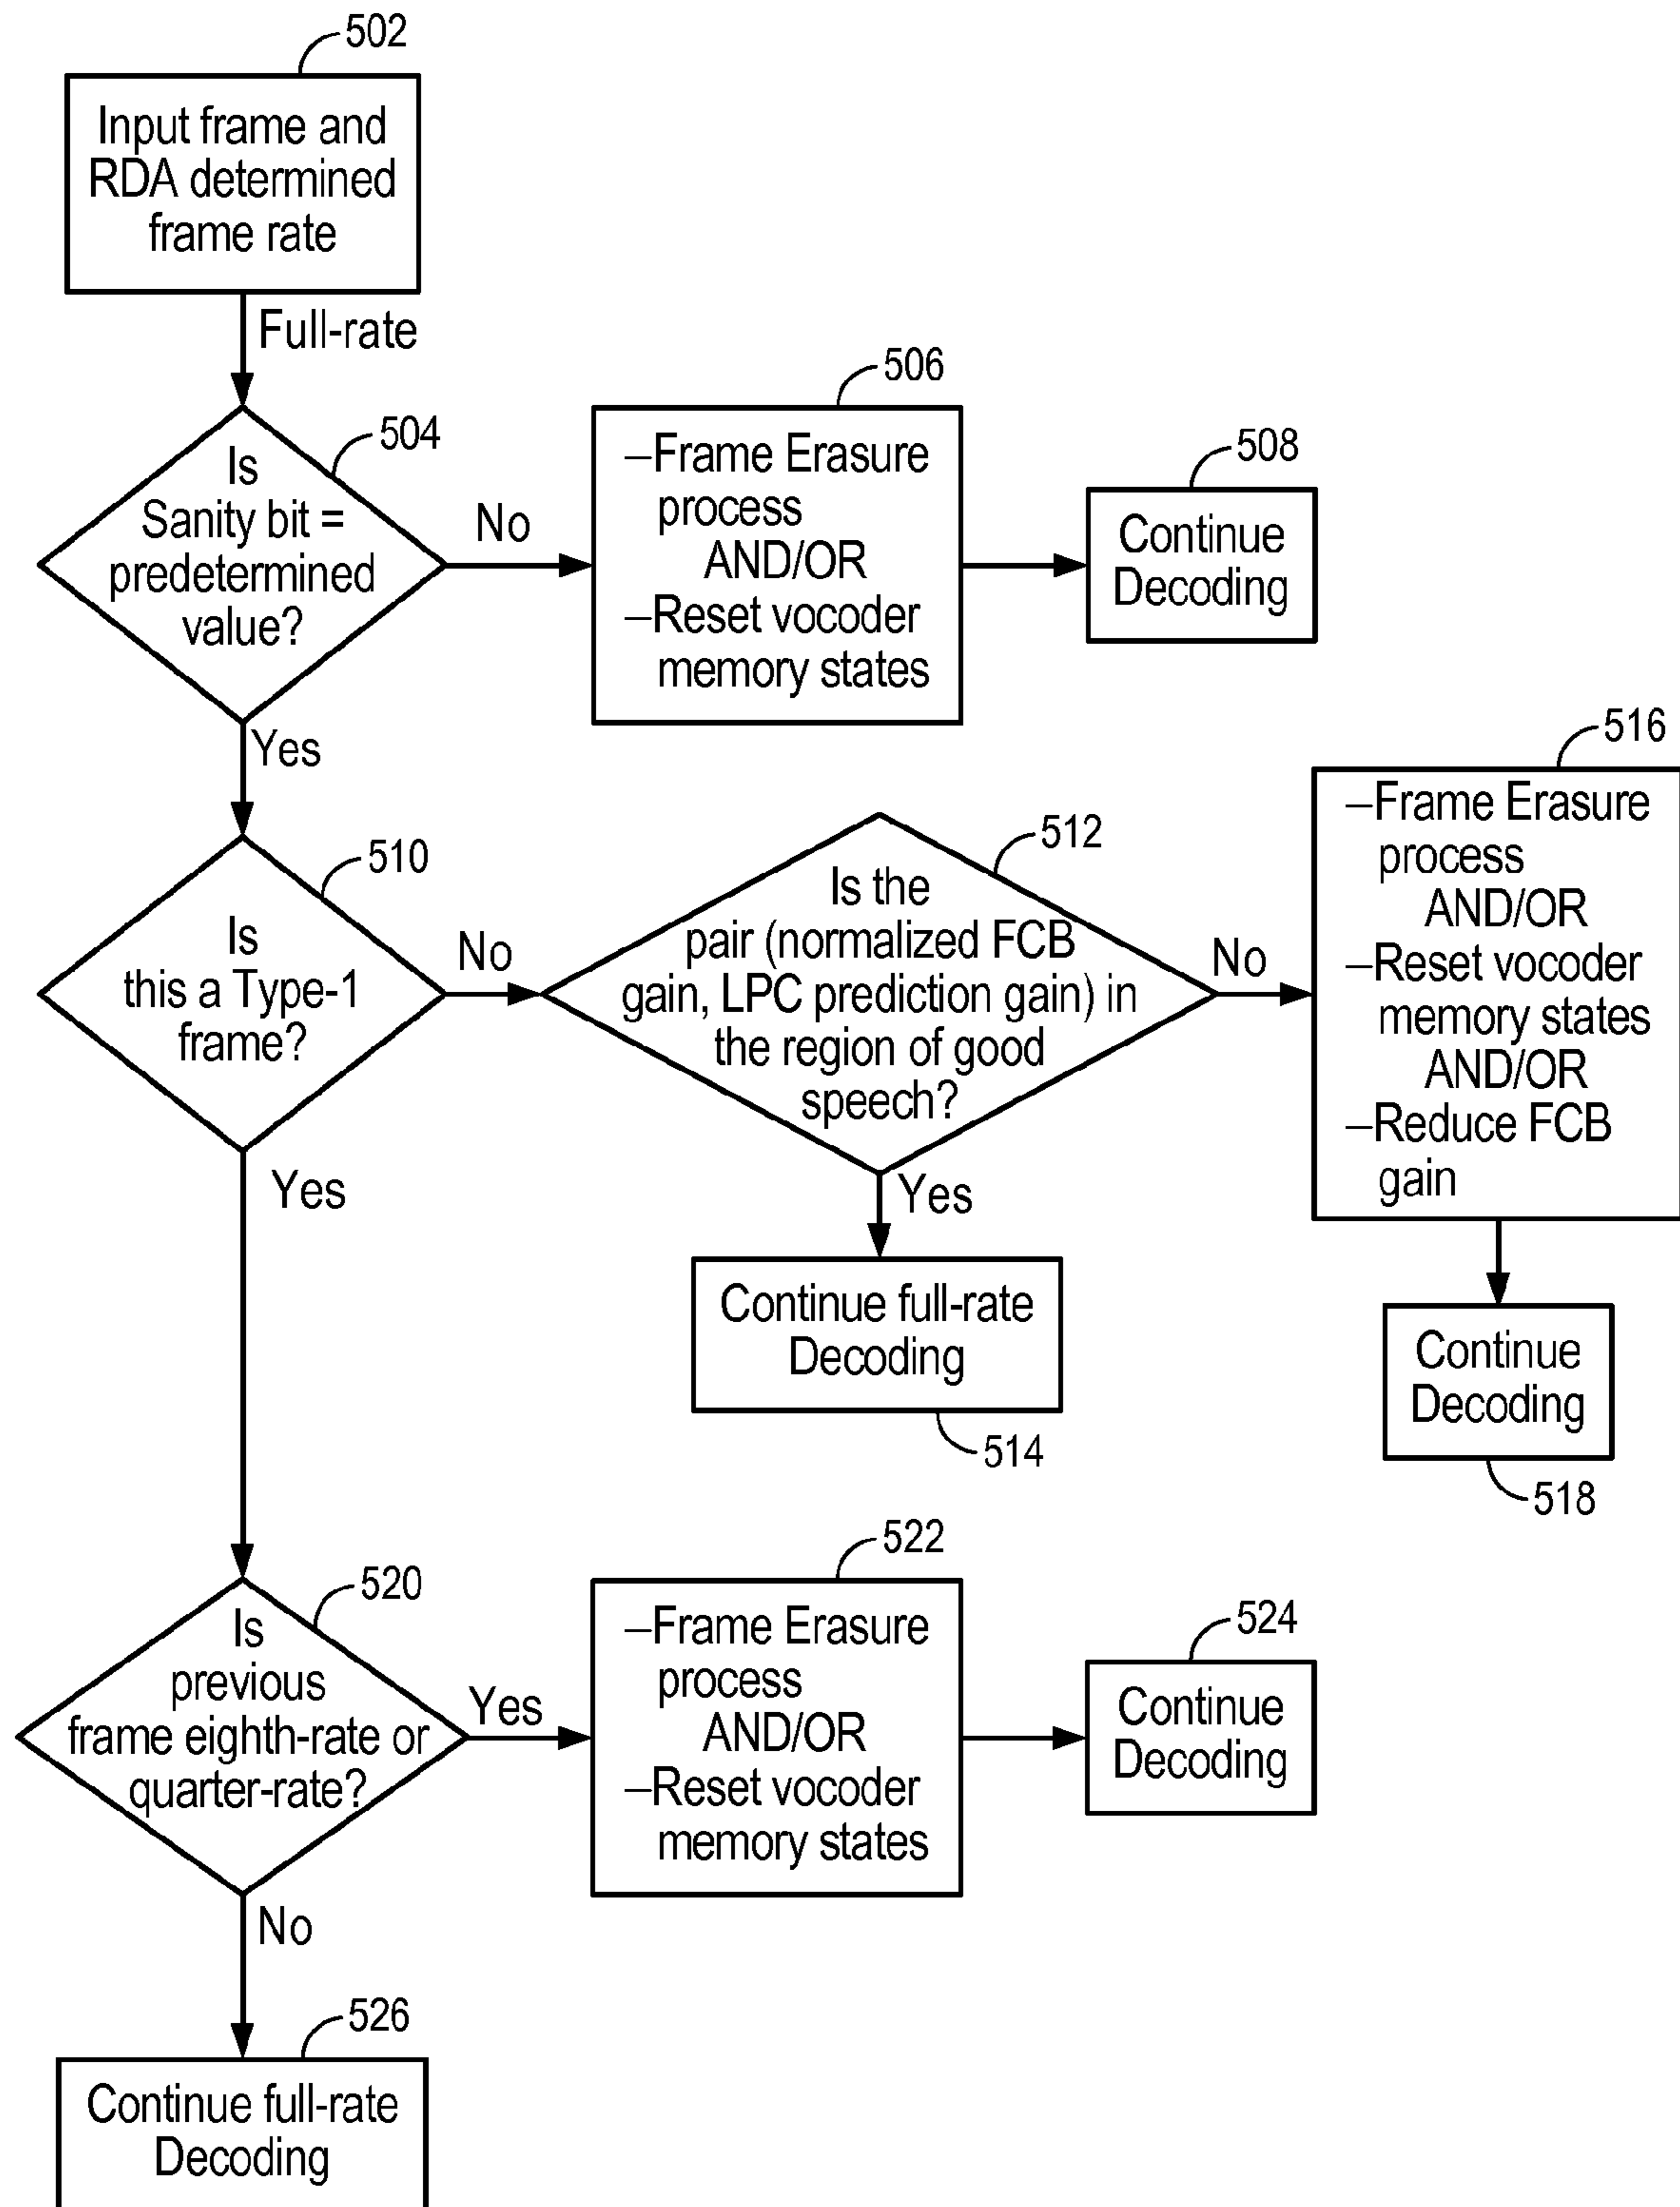 502
Input frame and
RDA determined
frame rate
Full-rate
504
Is
Sanity bit =
predetermined
value?
No
506
–Frame Erasure
process
AND/OR
–Reset vocoder
memory states
508
Continue
Decoding
Yes
510
Is
this a Type-1
frame?
No
512
Is the
pair (normalized FCB
gain, LPC prediction gain) in
the region of good
speech?
No
516
–Frame Erasure
process
AND/OR
–Reset vocoder
memory states
AND/OR
–Reduce FCB
gain
Yes
Continue full-rate
Decoding
514
Continue
Decoding
518
Yes
520
Is
previous
frame eighth-rate or
quarter-rate?
Yes
522
–Frame Erasure
process
AND/OR
–Reset vocoder
memory states
524
Continue
Decoding
No
526
Continue full-rate
Decoding